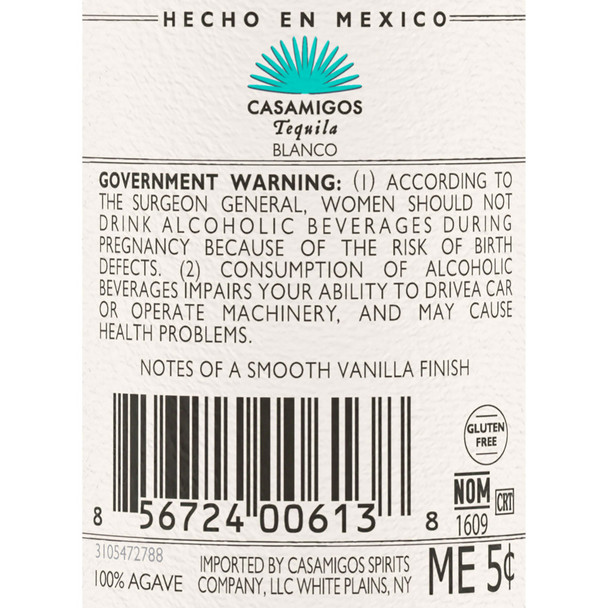 HECHO EN MEXICO
CASAMIGOS
Tequila
BLANCO
GOVERNMENT WARNING: (1) ACCORDING TO
THE SURGEON GENERAL, WOMEN SHOULD NOT
DRINK ALCOHOLIC BEVERAGES DURING
PREGNANCY BECAUSE OF THE RISK OF BIRTH
DEFECTS. (2) CONSUMPTION OF ALCOHOLIC
BEVERAGES IMPAIRS YOUR ABILITY TO DRIVE A CAR
OR OPERATE MACHINERY, AND MAY CAUSE
HEALTH PROBLEMS.
NOTES OF A SMOOTH VANILLA FINISH
GLUTEN
FREE
NOM
CRT
1609
8 56724 00613 8
3105472788
100% AGAVE
IMPORTED BY CASAMIGOS SPIRITS
COMPANY, LLC WHITE PLAINS, NY
ME 5¢